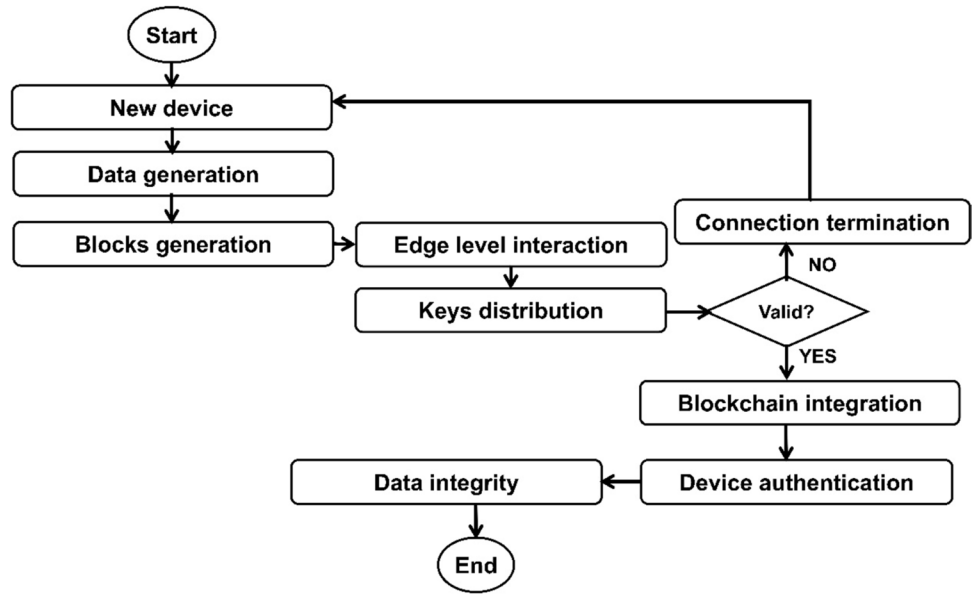 Start
New device
Data generation
Blocks generation
Edge level interaction
Connection termination
NO
Keys distribution
Valid?
YES
Blockchain integration
Data integrity
Device authentication
End